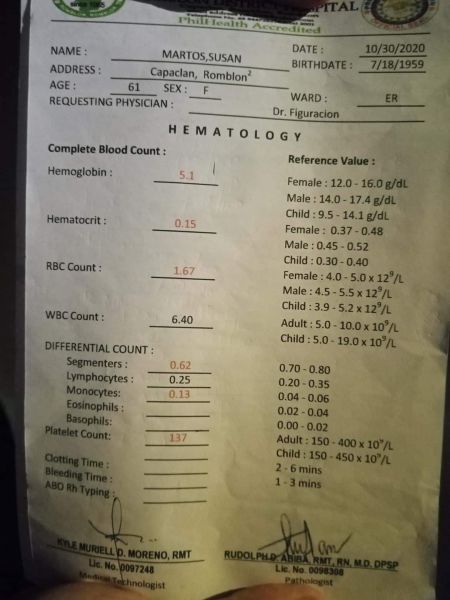 PITAL
since 1955
PhilHealth Accredited
NAME : MARTOS,SUSAN DATE : 10/30/2020
ADDRESS : Capaclan, Romblon² BIRTHDATE : 7/18/1959
AGE : 61 SEX : F WARD : ER
REQUESTING PHYSICIAN : Dr. Figuracion
HEMATOLOGY
Complete Blood Count : Reference Value :
Hemoglobin : 5.1 Female : 12.0 - 16.0 g/dL
Male : 14.0 - 17.4 g/dL
Child : 9.5 - 14.1 g/dL
Hematocrit : 0.15 Female : 0.37 - 0.48
Male : 0.45 - 0.52
Child : 0.30 - 0.40
RBC Count : 1.67 Female : 4.0 - 5.0 x 12⁹/L
Male : 4.5 - 5.5 x 12⁹/L
Child : 3.9 - 5.2 x 12⁹/L
WBC Count : 6.40 Adult : 5.0 - 10.0 x 10⁹/L
Child : 5.0 - 19.0 x 10⁹/L
DIFFERENTIAL COUNT :
Segmenters : 0.62 0.70 - 0.80
Lymphocytes : 0.25 0.20 - 0.35
Monocytes: 0.13 0.04 - 0.06
Eosinophils : 0.02 - 0.04
Basophils: 0.00 - 0.02
Platelet Count: 137 Adult : 150 - 400 x 10⁹/L
Child : 150 - 450 x 10⁹/L
Clotting Time : 2 - 6 mins
Bleeding Time : 1 - 3 mins
ABO Rh Typing :
KYLE MURIELL D. MORENO, RMT RUDOLPH D. ABIBA, RMT, RN, M.D. DPSP
Lic. No. 0097248 Lic. No 0098308
Medical Technologist Pathologist